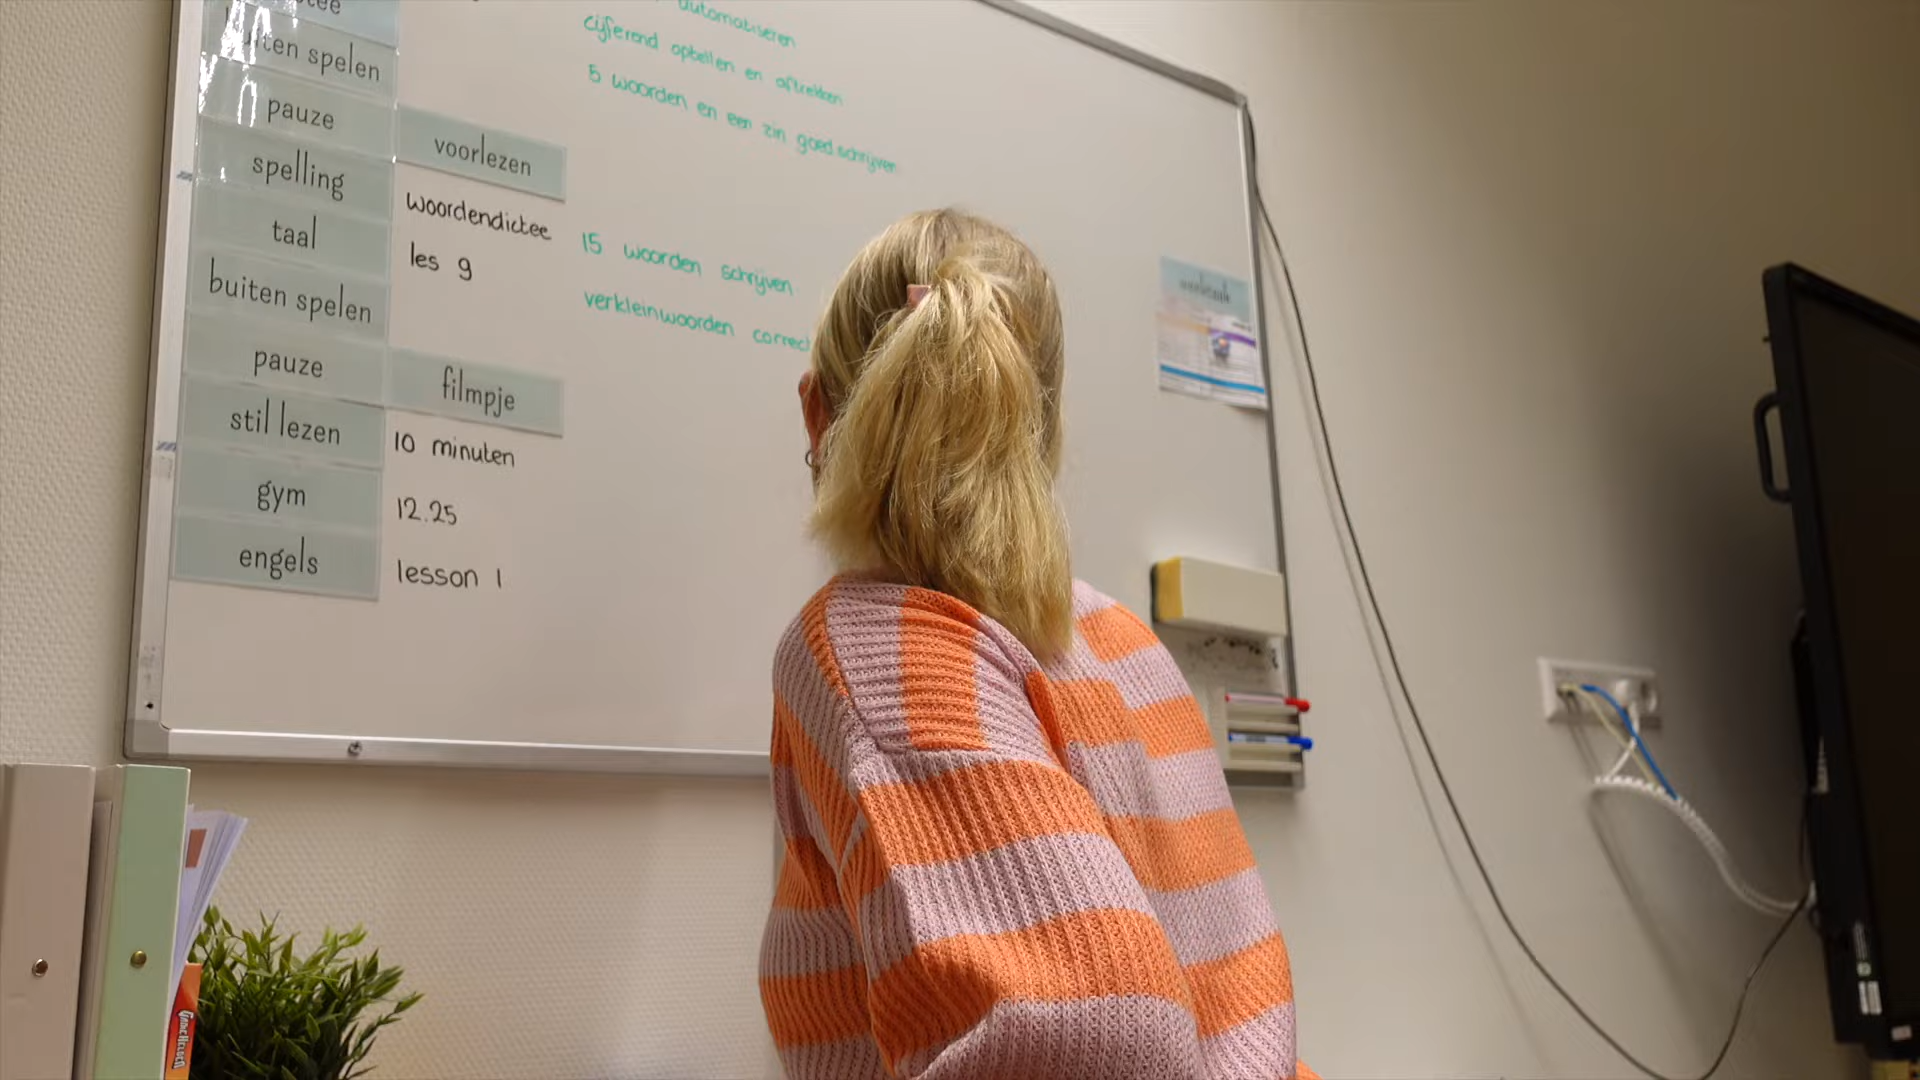 automatiseren
cijferend optellen en aftrekken
5 woorden en een zin goed schrijven
buiten spelen
pauze voorlezen
spelling woordendictee 15 woorden schrijven
taal les 9 verkleinwoorden correct
buiten spelen
pauze filmpje
stil lezen 10 minuten
gym 12.25
engels lesson 1